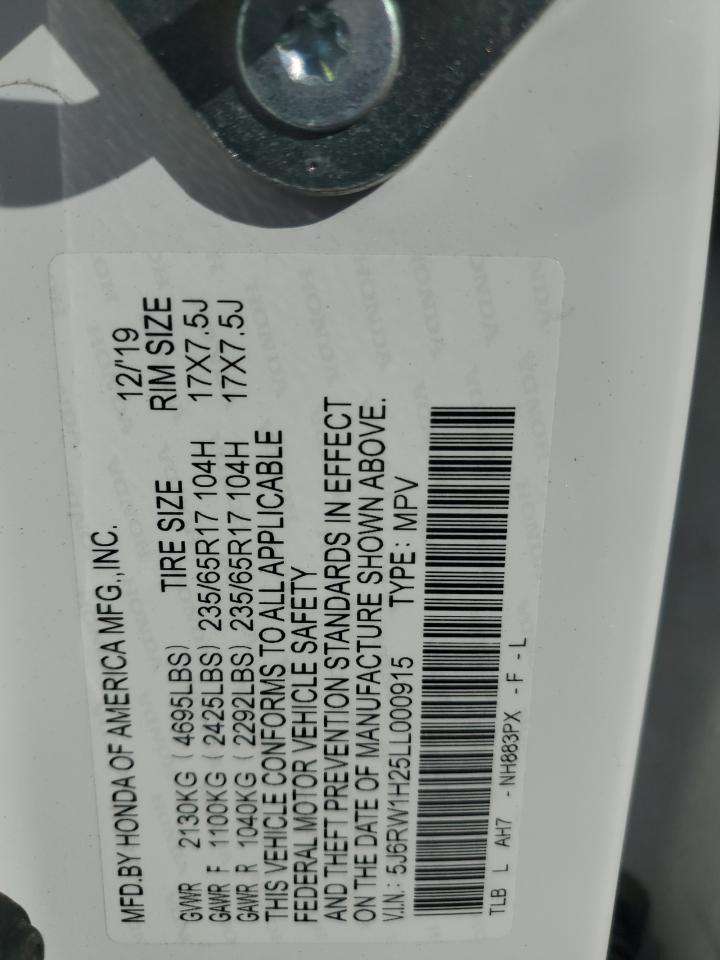 MFD.BY HONDA OF AMERICA MFG.,INC. 12/'19
TIRE SIZE RIM SIZE
GVWR 2130KG ( 4695LBS)
GAWR F 1100KG ( 2425LBS) 235/65R17 104H 17X7.5J
GAWR R 1040KG ( 2292LBS) 235/65R17 104H 17X7.5J
THIS VEHICLE CONFORMS TO ALL APPLICABLE
FEDERAL MOTOR VEHICLE SAFETY
AND THEFT PREVENTION STANDARDS IN EFFECT
ON THE DATE OF MANUFACTURE SHOWN ABOVE.
V.I.N.: 5J6RW1H25LL000915 TYPE: MPV
TLB L AH7 -NH883PX -F -L